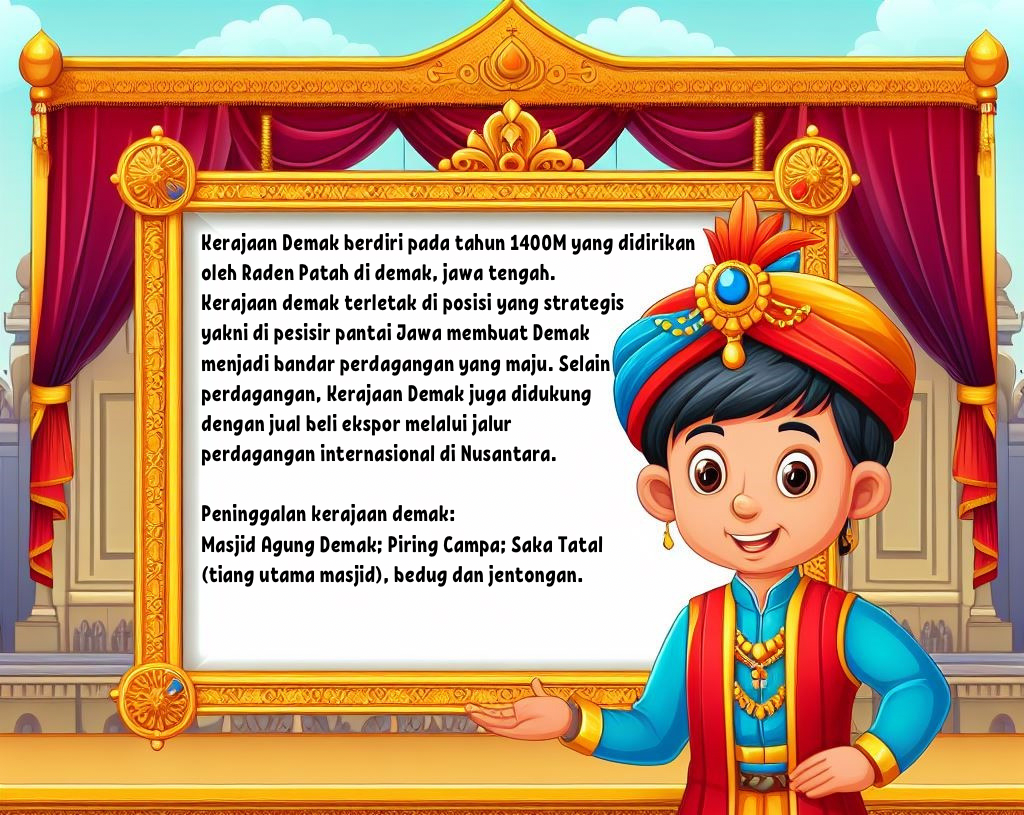 Kerajaan Demak berdiri pada tahun 1400M yang didirikan
oleh Raden Patah di demak, jawa tengah.
Kerajaan demak terletak di posisi yang strategis
yakni di pesisir pantai Jawa membuat Demak
menjadi bandar perdagangan yang maju. Selain
perdagangan, Kerajaan Demak juga didukung
dengan jual beli ekspor melalui jalur
perdagangan internasional di Nusantara.
Peninggalan kerajaan demak:
Masjid Agung Demak; Piring Campa; Saka Tatal
(tiang utama masjid), bedug dan jentongan.